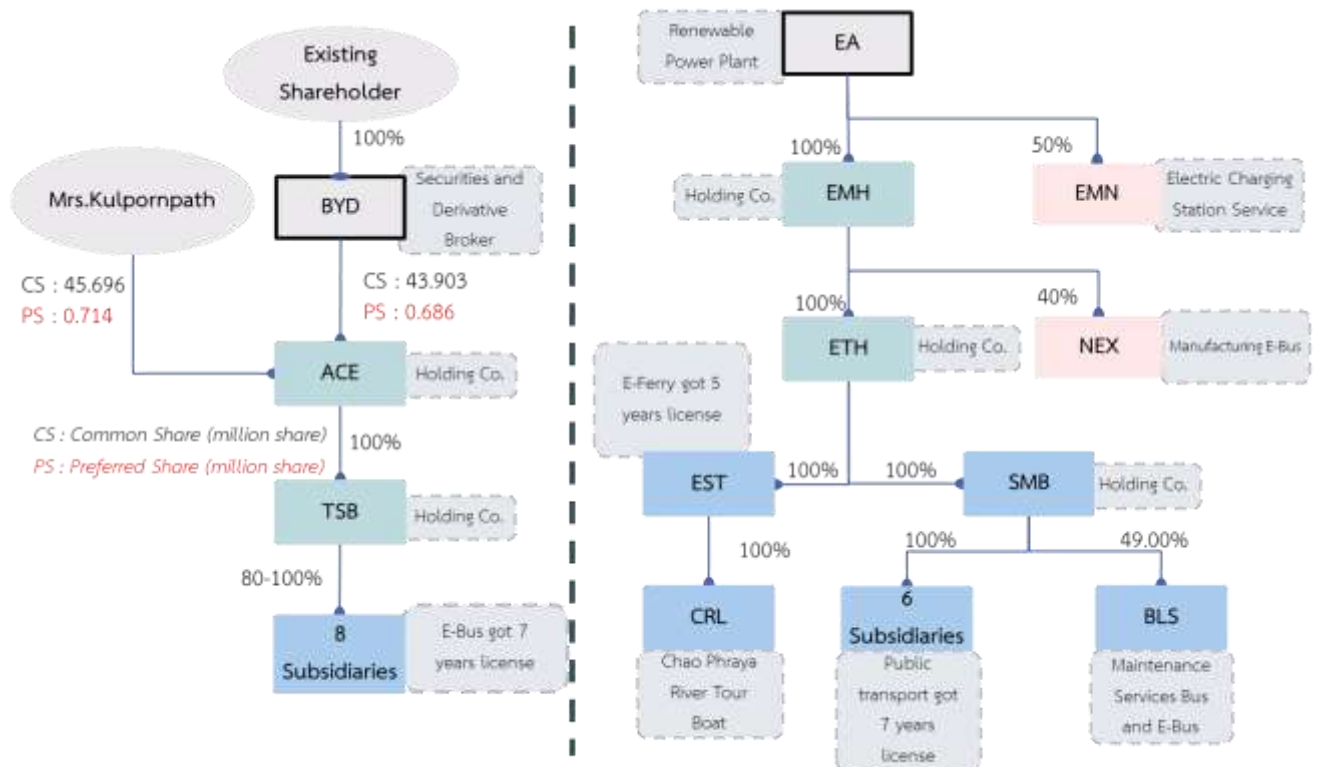 Existing
Shareholder
100%
Mrs.Kulpornpath
BYD
Securities and
Derivative
Broker
CS : 45.696
PS : 0.714
CS : 43.903
PS : 0.686
ACE
Holding Co.
CS : Common Share (million share)
PS : Preferred Share (million share)
100%
TSB
Holding Co.
80-100%
8
Subsidiaries
E-Bus got 7
years license
Renewable
Power Plant
EA
100%
50%
Holding Co.
EMH
EMN
Electric Charging
Station Service
100%
40%
ETH
Holding Co.
NEX
Manufacturing E-Bus
E-Ferry got 5
years license
EST
100%
100%
SMB
Holding Co.
100%
100%
49.00%
CRL
Chao Phraya
River Tour
Boat
6
Subsidiaries
Public
transport got
7 years
license
BLS
Maintenance
Services Bus
and E-Bus